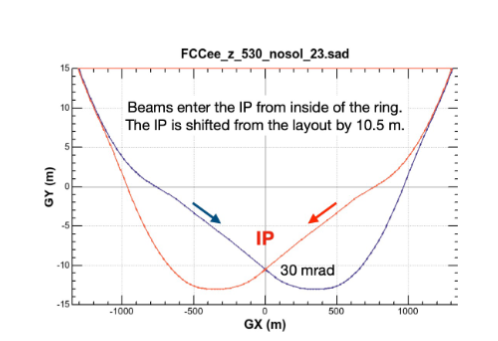 FCCee_z_530_nosol_23.sad
Beams enter the IP from inside of the ring.
The IP is shifted from the layout by 10.5 m.
15
10
5
0
-5
-10
-15
GY (m)
IP
30 mrad
-1000
-500
0
500
1000
GX (m)